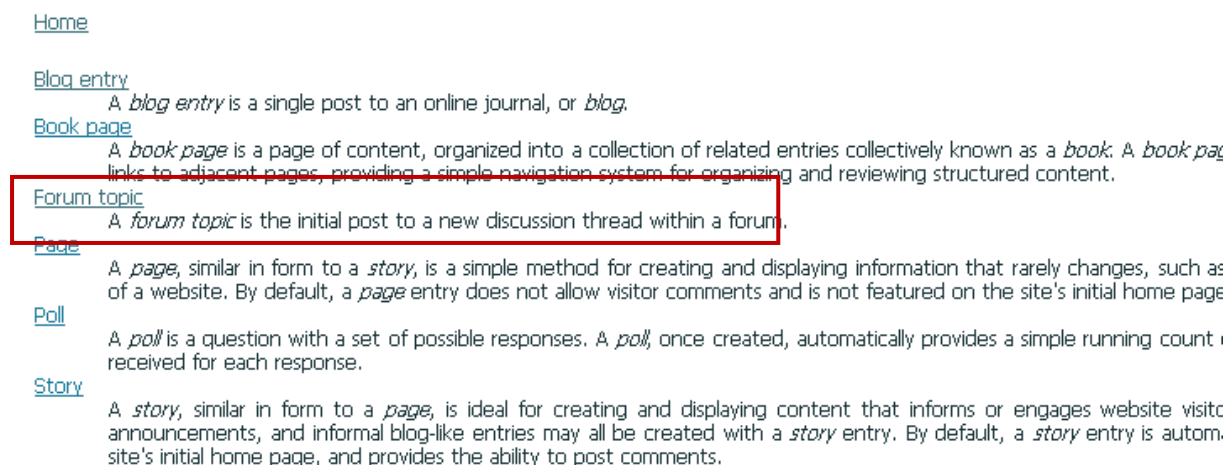 Home
Blog entry
A blog entry is a single post to an online journal, or blog.
Book page
A book page is a page of content, organized into a collection of related entries collectively known as a book. A book pag
links to adjacent pages, providing a simple navigation system for organizing and reviewing structured content.
Forum topic
A forum topic is the initial post to a new discussion thread within a forum.
Page
A page, similar in form to a story, is a simple method for creating and displaying information that rarely changes, such as
of a website. By default, a page entry does not allow visitor comments and is not featured on the site's initial home page
Poll
A poll is a question with a set of possible responses. A poll, once created, automatically provides a simple running count
received for each response.
Story
A story, similar in form to a page, is ideal for creating and displaying content that informs or engages website visito
announcements, and informal blog-like entries may all be created with a story entry. By default, a story entry is autom
site's initial home page, and provides the ability to post comments.